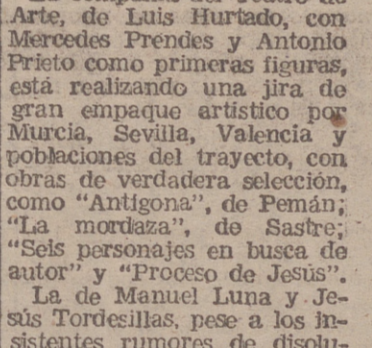 Arte, de Luis Hurtado, con
Mercedes Prendes y Antonio
Prieto como primeras figuras,
está realizando una jira de
gran empaque artístico por
Murcia, Sevilla, Valencia y
poblaciones del trayecto, con
obras de verdadera selección,
como "Antígona", de Pemán;
"La mordaza", de Sastre;
"Seis personajes en busca de
autor" y "Proceso de Jesús".
La de Manuel Luna y Je-
sús Tordesillas, pese a los in-
sistentes rumores de disolu-